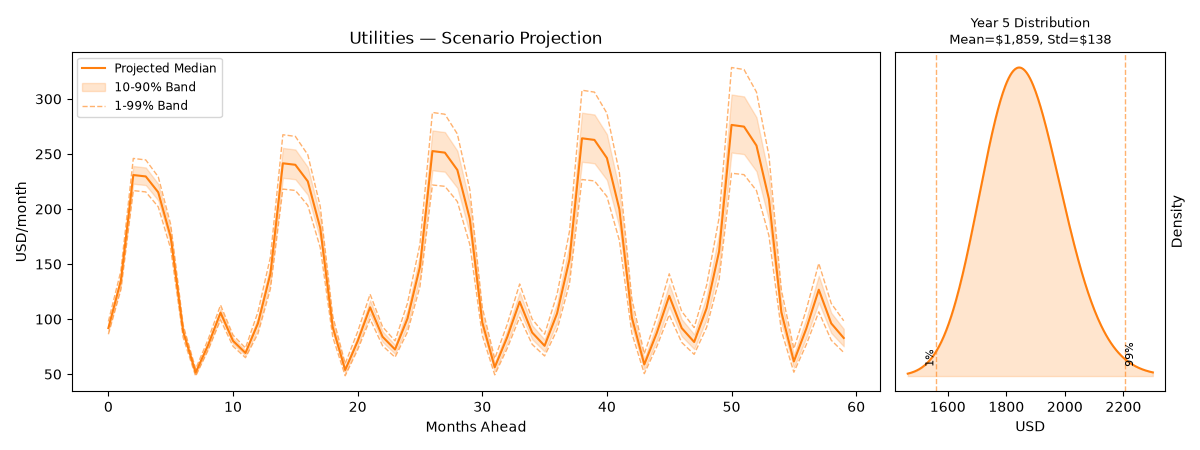 Utilities — Scenario Projection
Projected Median
10-90% Band
1-99% Band
USD/month
300
250
200
150
100
50
0
10
20
30
40
50
60
Months Ahead
Year 5 Distribution
Mean=$1,859, Std=$138
1%
99%
Density
1600
1800
2000
2200
USD